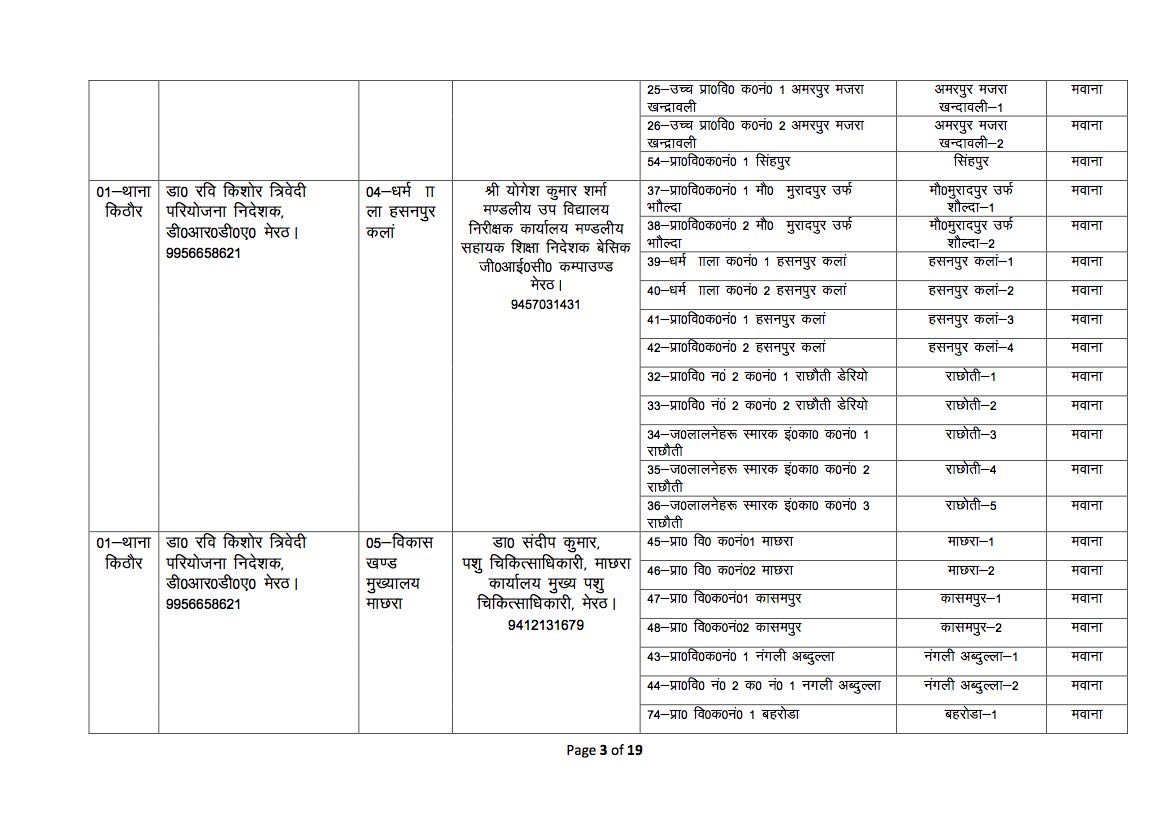 25–उच्च प्रा0वि0 क0नं0 1 अमरपुर मजरा
खन्द्रावली
अमरपुर मजरा
खन्दावली–1
मवाना
26–उच्च प्रा0वि0 क0नं0 2 अमरपुर मजरा
खन्द्रावली
अमरपुर मजरा
खन्दावली–2
मवाना
54–प्रा0वि0क0नं0 1 सिंहपुर
सिंहपुर
मवाना
01–थाना
किठौर
डा0 रवि किशोर त्रिवेदी
परियोजना निदेशक,
डी0आर0डी0ए0 मेरठ।
9956658621
04–धर्म ाा
ला हसनपुर
कलां
श्री योगेश कुमार शर्मा
मण्डलीय उप विद्यालय
निरीक्षक कार्यालय मण्डलीय
सहायक शिक्षा निदेशक बेसिक
जी0आई0सी0 कम्पाउण्ड
मेरठ।
9457031431
37–प्रा0वि0क0नं0 1 मौ0 मुरादपुर उर्फ
भाौल्दा
मौ0मुरादपुर उर्फ
शौल्दा–1
मवाना
38–प्रा0वि0क0नं0 2 मौ0 मुरादपुर उर्फ
भाौल्दा
मौ0मुरादपुर उर्फ
शौल्दा–2
मवाना
39–धर्म ााला क0नं0 1 हसनपुर कलां
हसनपुर कलां–1
मवाना
40–धर्म ााला क0नं0 2 हसनपुर कलां
हसनपुर कलां–2
मवाना
41–प्रा0वि0क0नं0 1 हसनपुर कलां
हसनपुर कलां–3
मवाना
42–प्रा0वि0क0नं0 2 हसनपुर कलां
हसनपुर कलां–4
मवाना
32–प्रा0वि0 नं0 2 क0नं0 1 राछौती डेरियो
राछोती–1
मवाना
33–प्रा0वि0 नं0 2 क0नं0 2 राछौती डेरियो
राछोती–2
मवाना
34–ज0लालनेहरू स्मारक इं0का0 क0नं0 1
राछौती
राछोती–3
मवाना
35–ज0लालनेहरू स्मारक इं0का0 क0नं0 2
राछौती
राछोती–4
मवाना
36–ज0लालनेहरू स्मारक इं0का0 क0नं0 3
राछौती
राछोती–5
मवाना
01–थाना
किठौर
डा0 रवि किशोर त्रिवेदी
परियोजना निदेशक,
डी0आर0डी0ए0 मेरठ।
9956658621
05–विकास
खण्ड
मुख्यालय
माछरा
डा0 संदीप कुमार,
पशु चिकित्साधिकारी, माछरा
कार्यालय मुख्य पशु
चिकित्साधिकारी, मेरठ।
9412131679
45–प्रा0 वि0 क0नं01 माछरा
माछरा–1
मवाना
46–प्रा0 वि0 क0नं02 माछरा
माछरा–2
मवाना
47–प्रा0 वि0क0नं01 कासमपुर
कासमपुर–1
मवाना
48–प्रा0 वि0क0नं02 कासमपुर
कासमपुर–2
मवाना
43–प्रा0वि0क0नं0 1 नंगली अब्दुल्ला
नंगली अब्दुल्ला–1
मवाना
44–प्रा0वि0 नं0 2 क0 नं0 1 नगली अब्दुल्ला
नंगली अब्दुल्ला–2
मवाना
74–प्रा0 वि0क0नं0 1 बहरोडा
बहरोडा–1
मवाना
Page 3 of 19